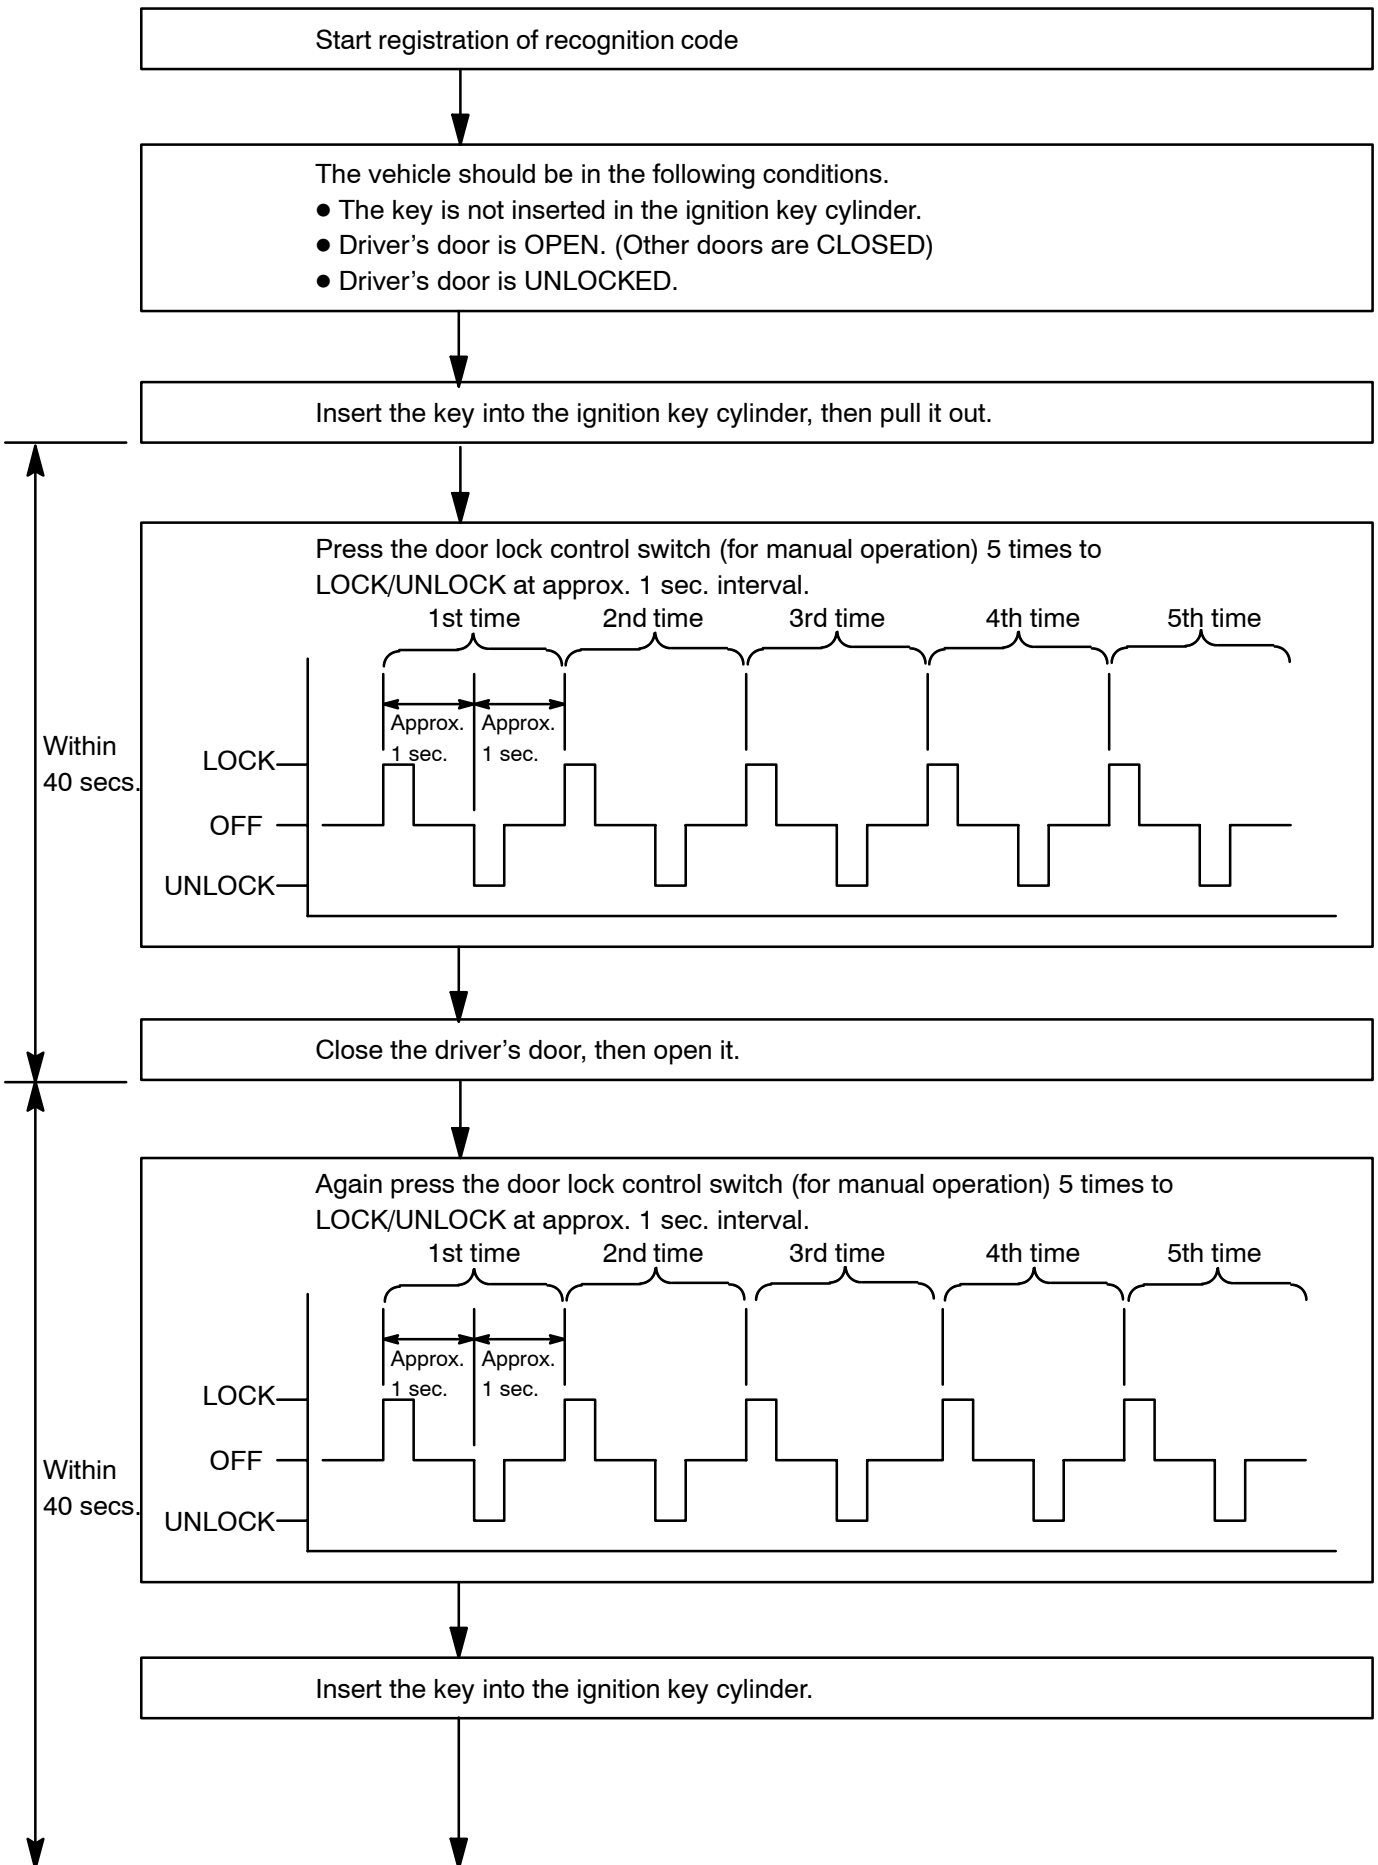 Start registration of recognition code
The vehicle should be in the following conditions.
● The key is not inserted in the ignition key cylinder.
● Driver's door is OPEN. (Other doors are CLOSED)
● Driver's door is UNLOCKED.
Insert the key into the ignition key cylinder, then pull it out.
Press the door lock control switch (for manual operation) 5 times to
LOCK/UNLOCK at approx. 1 sec. interval.
1st time 2nd time 3rd time 4th time 5th time
Approx. Approx.
1 sec. 1 sec.
Within
40 secs.
LOCK
OFF
UNLOCK
Close the driver's door, then open it.
Again press the door lock control switch (for manual operation) 5 times to
LOCK/UNLOCK at approx. 1 sec. interval.
1st time 2nd time 3rd time 4th time 5th time
Approx. Approx.
1 sec. 1 sec.
LOCK
OFF
UNLOCK
Within
40 secs.
Insert the key into the ignition key cylinder.